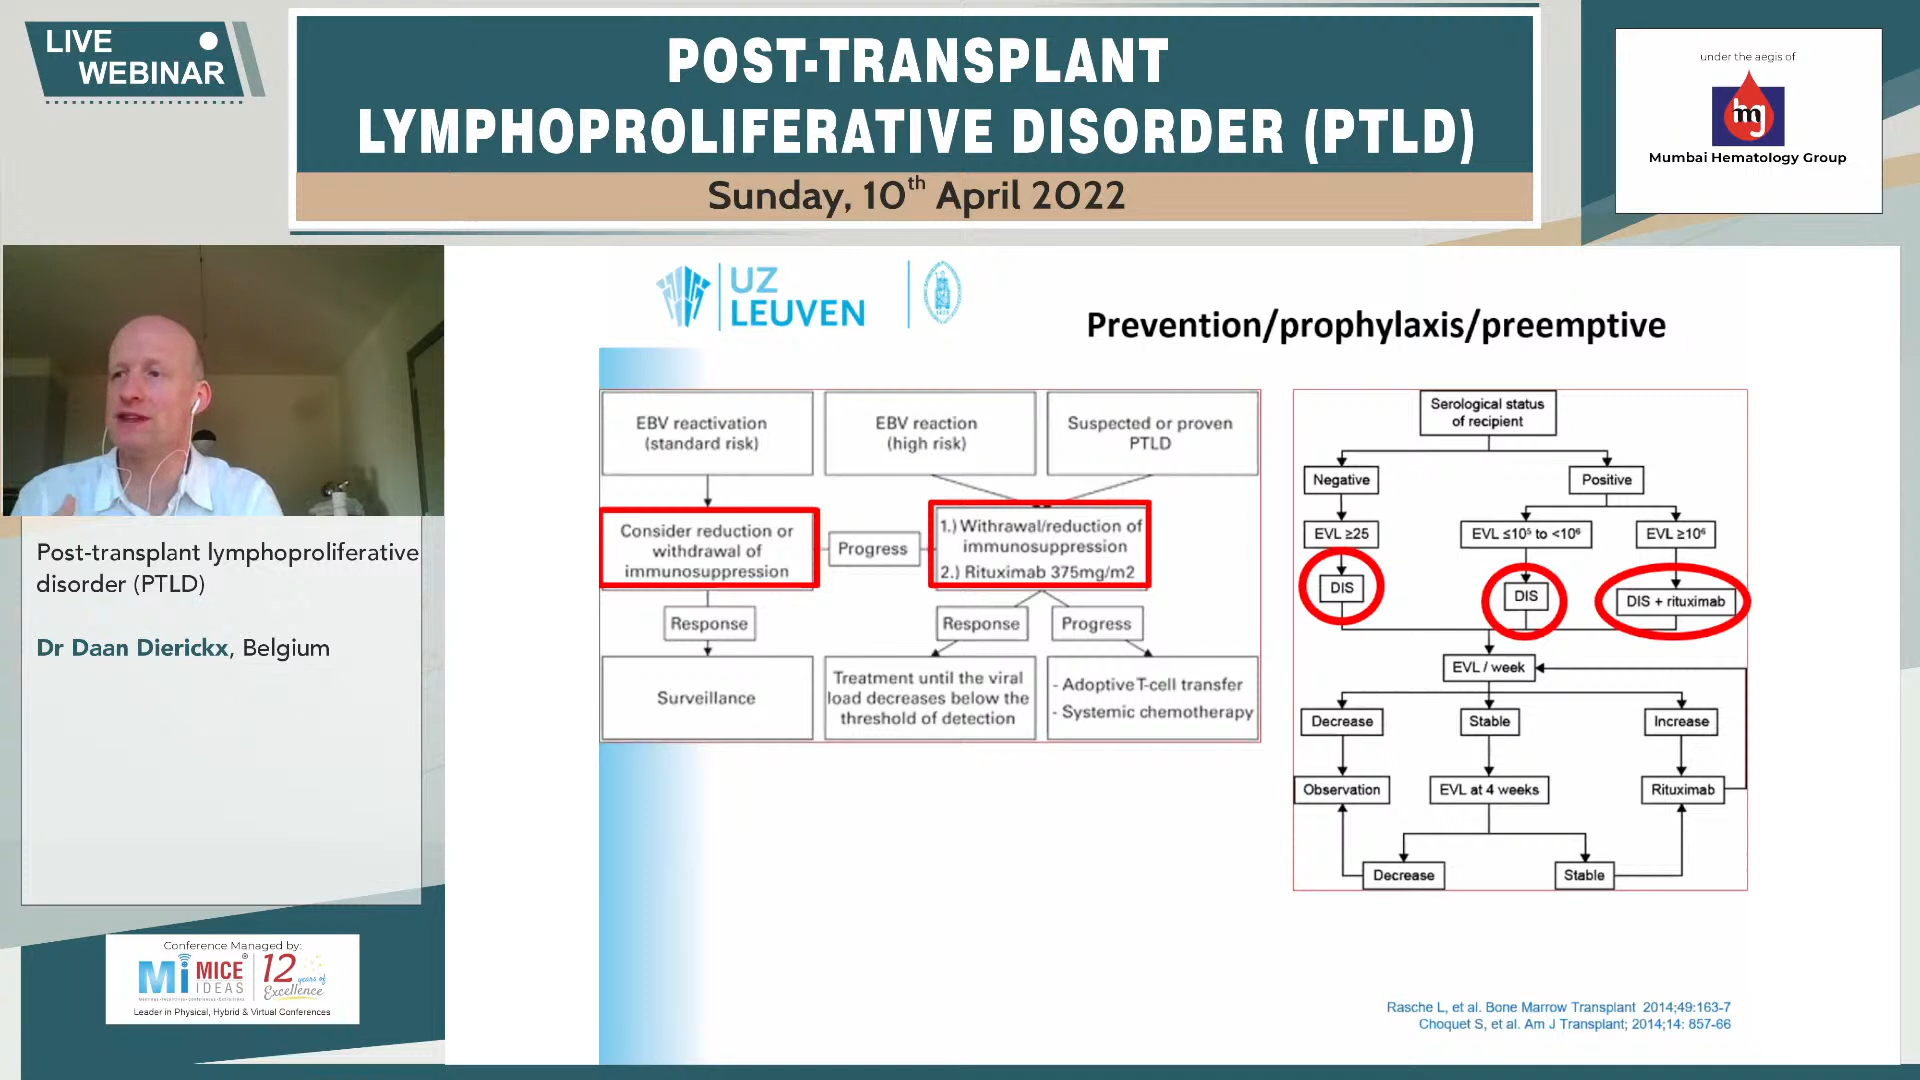 LIVE
WEBINAR
POST-TRANSPLANT
LYMPHOPROLIFERATIVE DISORDER (PTLD)
Sunday, 10th April 2022
under the aegis of
mg
Mumbai Hematology Group
UZ
LEUVEN
Prevention/prophylaxis/preemptive
EBV reactivation
(standard risk)
EBV reaction
(high risk)
Suspected or proven
PTLD
Consider reduction or
withdrawal of
immunosuppression
Progress
1.) Withrawal/reduction of
immunosuppression
2.) Rituximab 375mg/m2
Response
Response
Progress
Surveillance
Treatment until the viral
load decreases below the
threshold of detection
- Adoptive T-cell transfer
- Systemic chemotherapy
Serological status
of recipient
Negative
Positive
EVL ≥25
EVL ≤10⁵ to <10⁶
EVL ≥10⁶
DIS
DIS
DIS + rituximab
EVL / week
Decrease
Stable
Increase
Observation
EVL at 4 weeks
Rituximab
Decrease
Stable
Rasche L, et al. Bone Marrow Transplant 2014;49:163-7
Choquet S, et al. Am J Transplant; 2014;14: 857-66
Post-transplant lymphoproliferative
disorder (PTLD)
Dr Daan Dierickx, Belgium
Conference Managed by:
Mi MICE
IDEAS
12
years of
Excellence
Leader in Physical, Hybrid & Virtual Conferences